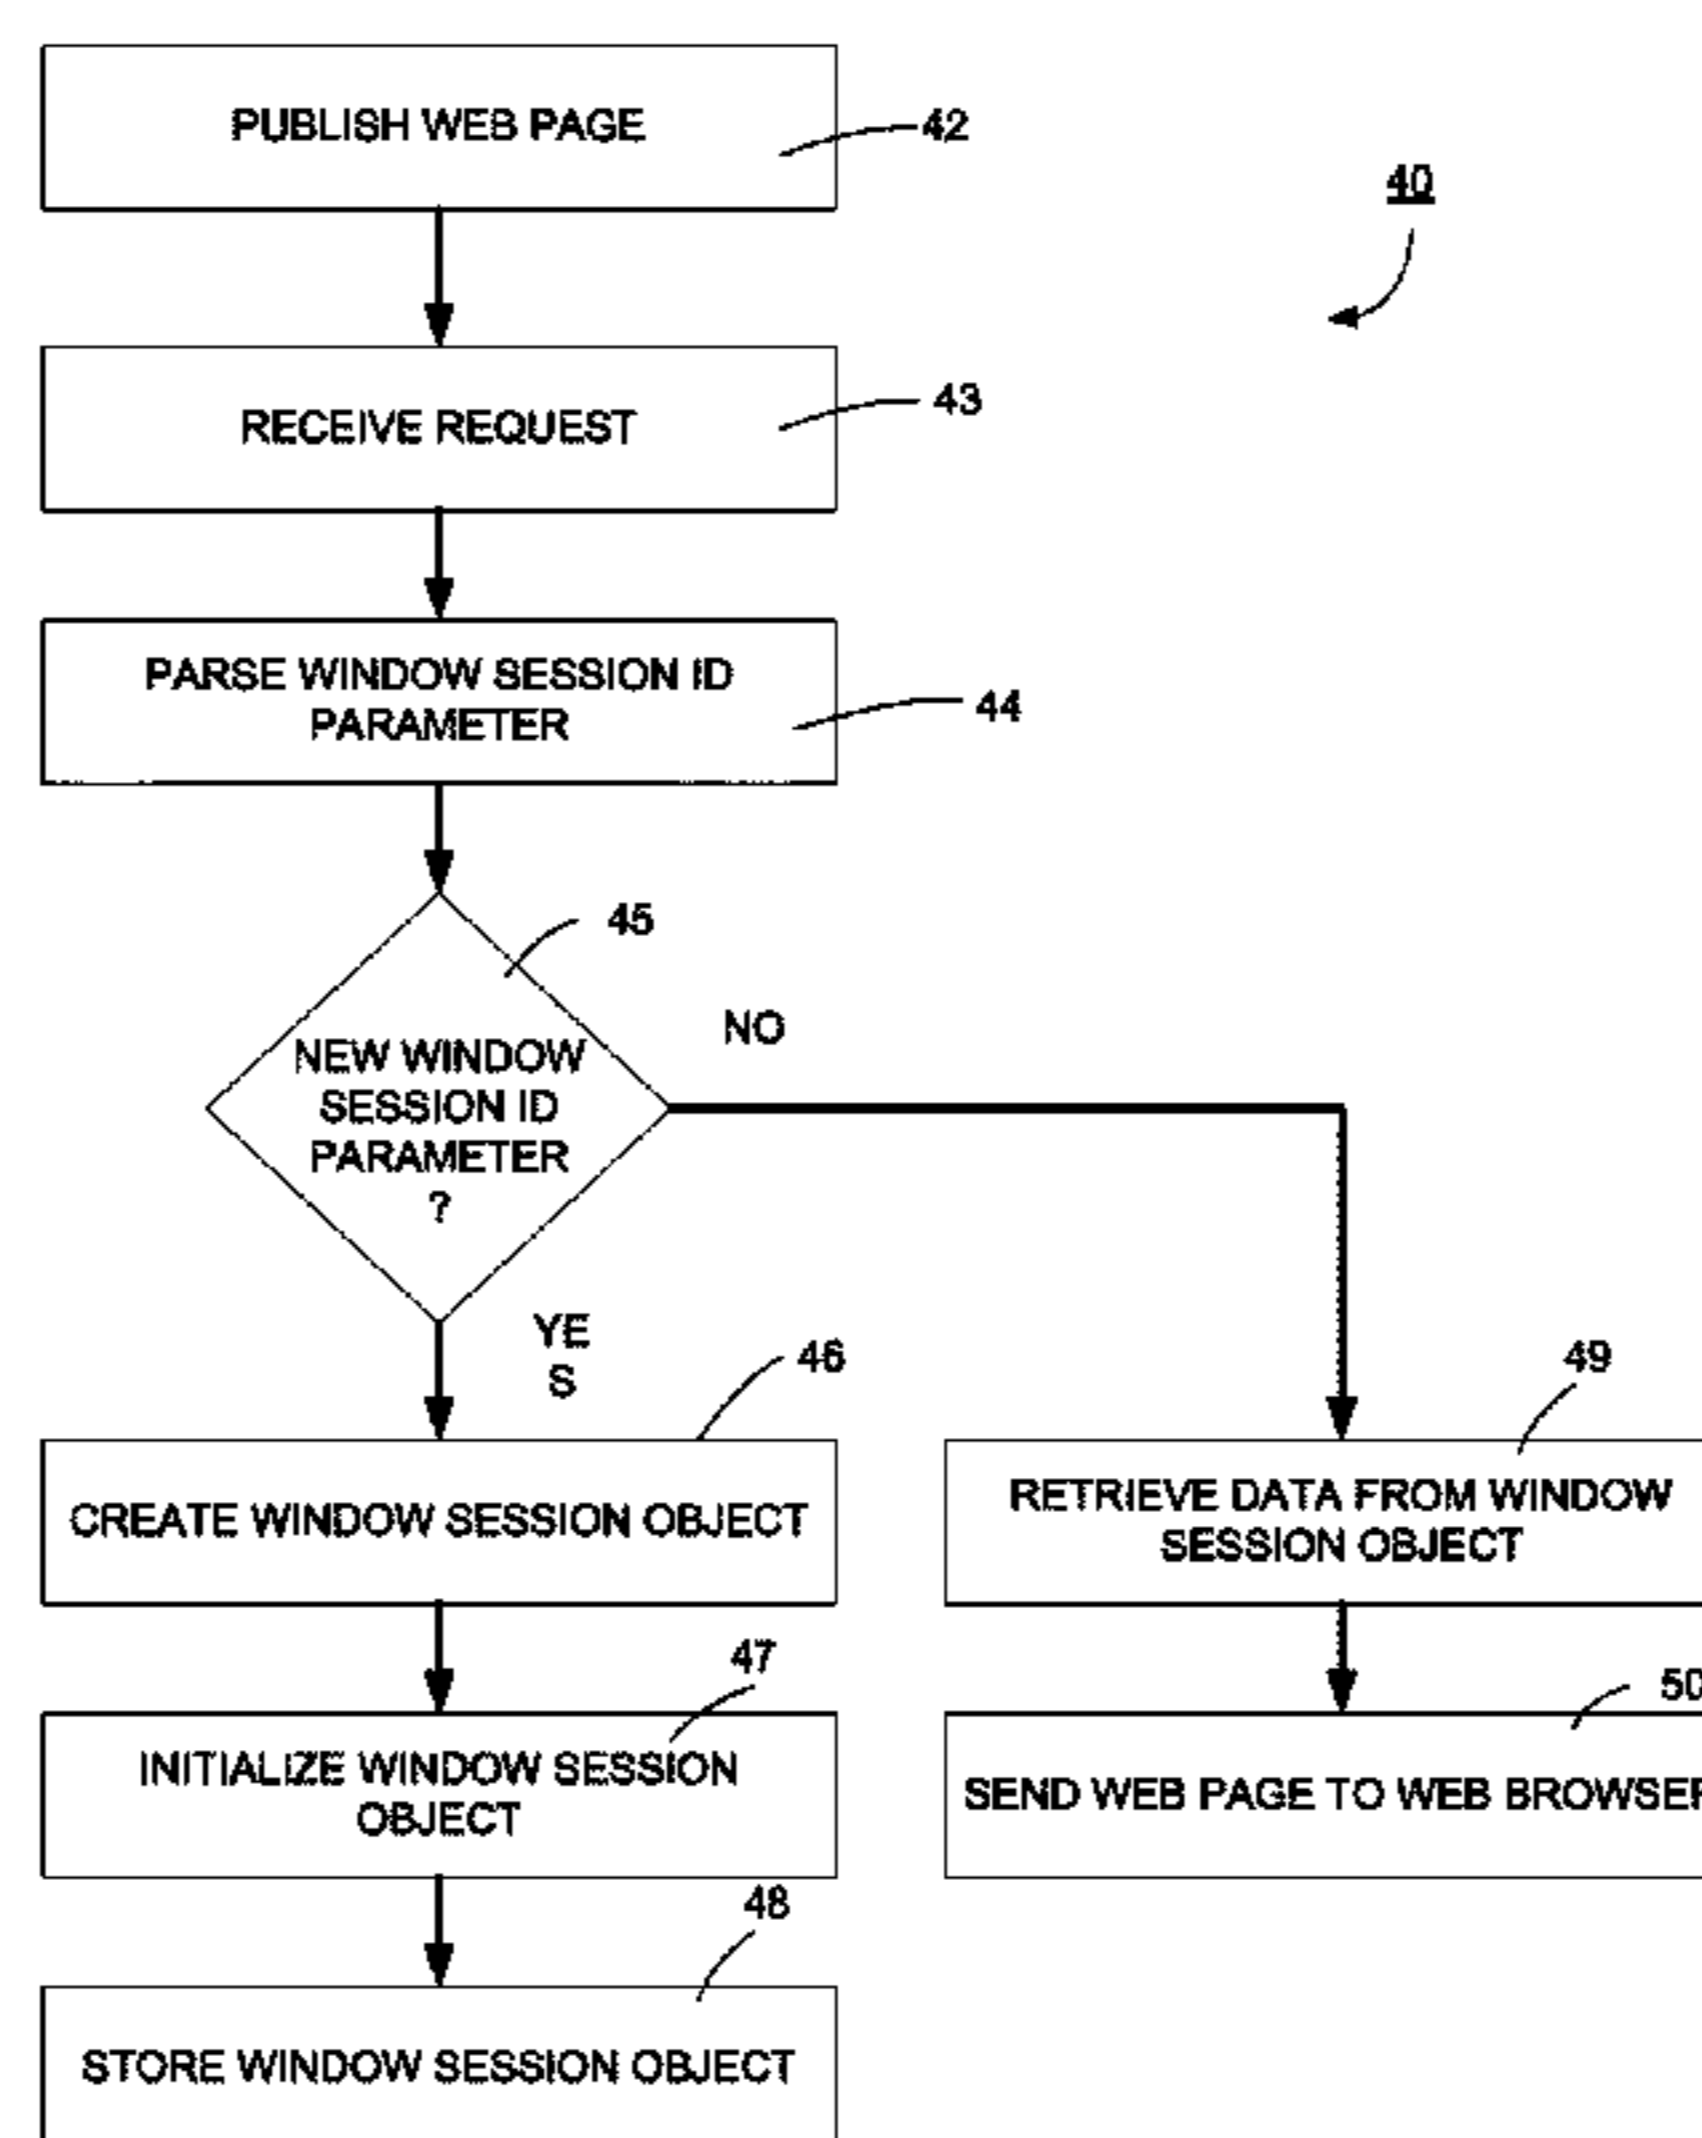 PUBLISH WEB PAGE
42
40
RECEIVE REQUEST
43
PARSE WINDOW SESSION ID
PARAMETER
44
45
NO
NEW WINDOW
SESSION ID
PARAMETER
?
YE
S
46
49
CREATE WINDOW SESSION OBJECT
RETRIEVE DATA FROM WINDOW
SESSION OBJECT
47
50
INITIALIZE WINDOW SESSION
OBJECT
SEND WEB PAGE TO WEB BROWSER
48
STORE WINDOW SESSION OBJECT